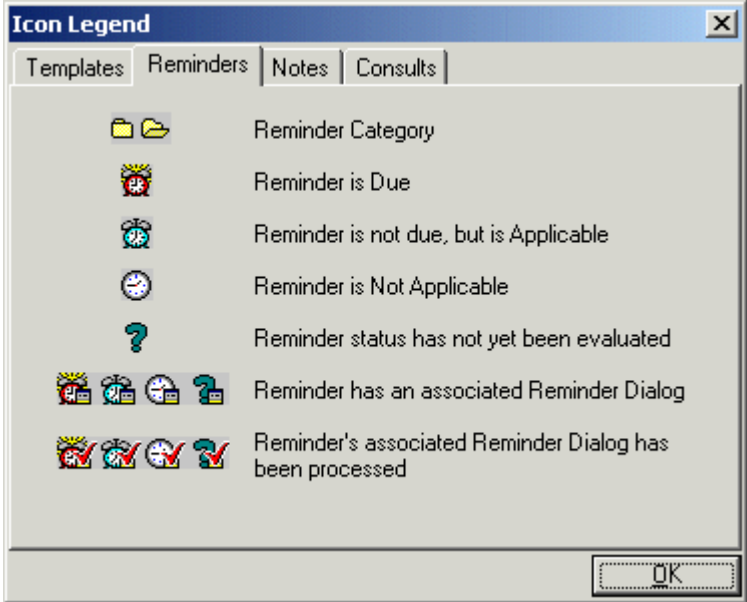 Icon Legend
Templates Reminders Notes Consults
Reminder Category
Reminder is Due
Reminder is not due, but is Applicable
Reminder is Not Applicable
Reminder status has not yet been evaluated
Reminder has an associated Reminder Dialog
Reminder's associated Reminder Dialog has
been processed
OK